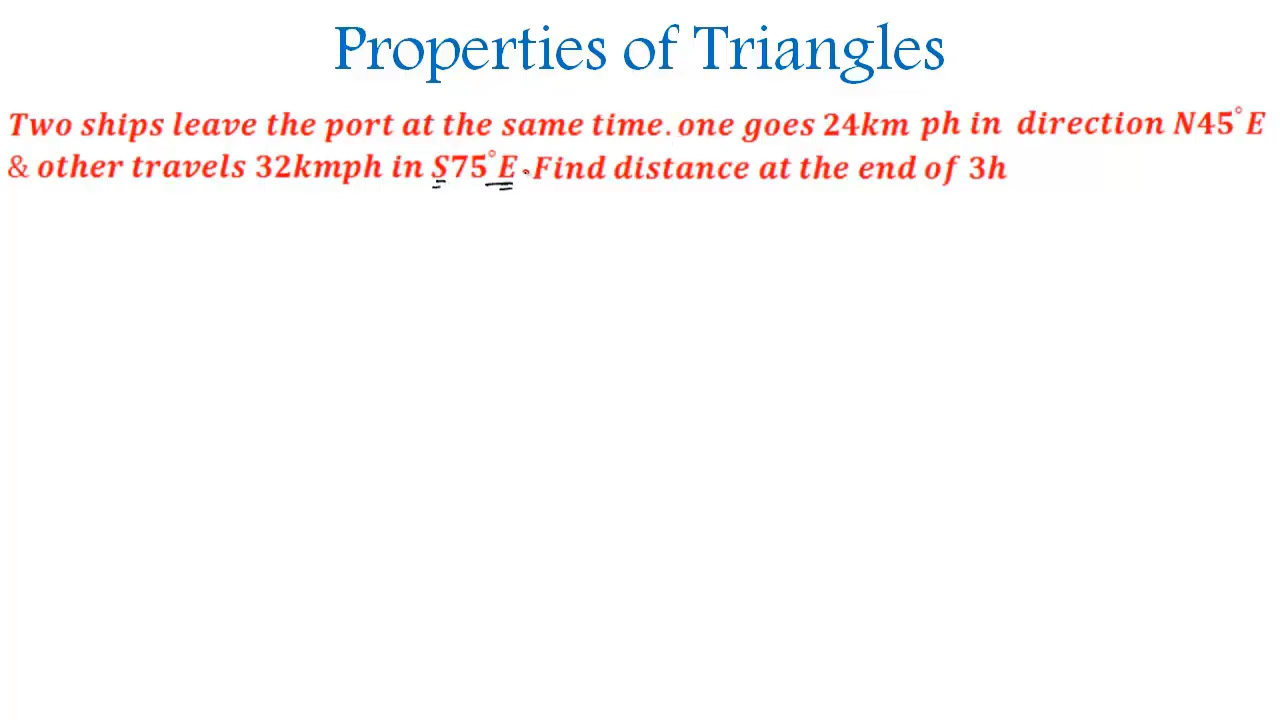 Properties of Triangles
Two ships leave the port at the same time. one goes 24km ph in direction N45°E
& other travels 32kmph in S75°E.Find distance at the end of 3h